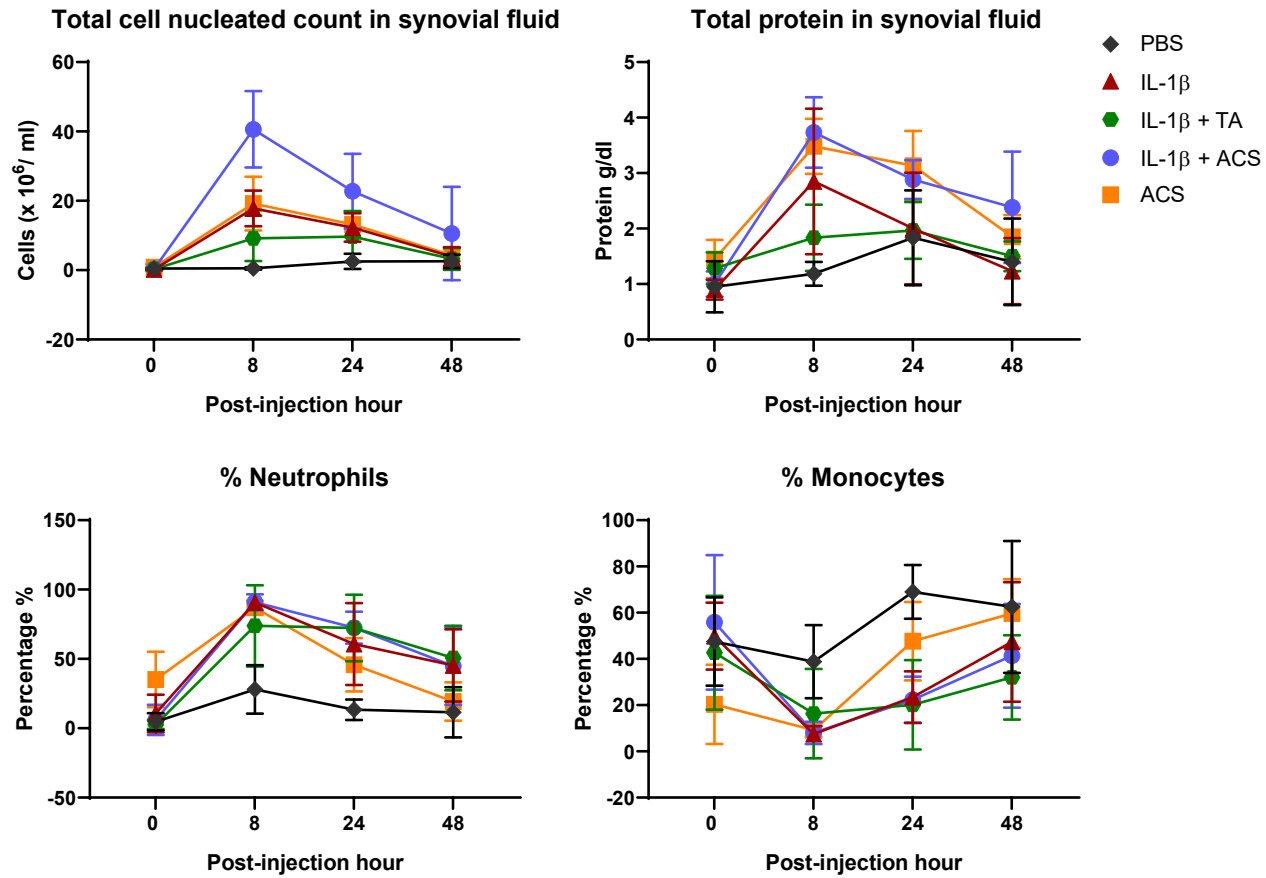 Total cell nucleated count in synovial fluid
Cells (x 10⁶/ ml)
60
40
20
0
-20
0 8 24 48
Post-injection hour
Total protein in synovial fluid
Protein g/dl
5
4
3
2
1
0
0 8 24 48
Post-injection hour
PBS
IL-1β
IL-1β + TA
IL-1β + ACS
ACS
% Neutrophils
Percentage %
150
100
50
0
-50
0 8 24 48
Post-injection hour
% Monocytes
Percentage %
100
80
60
40
20
0
-20
0 8 24 48
Post-injection hour